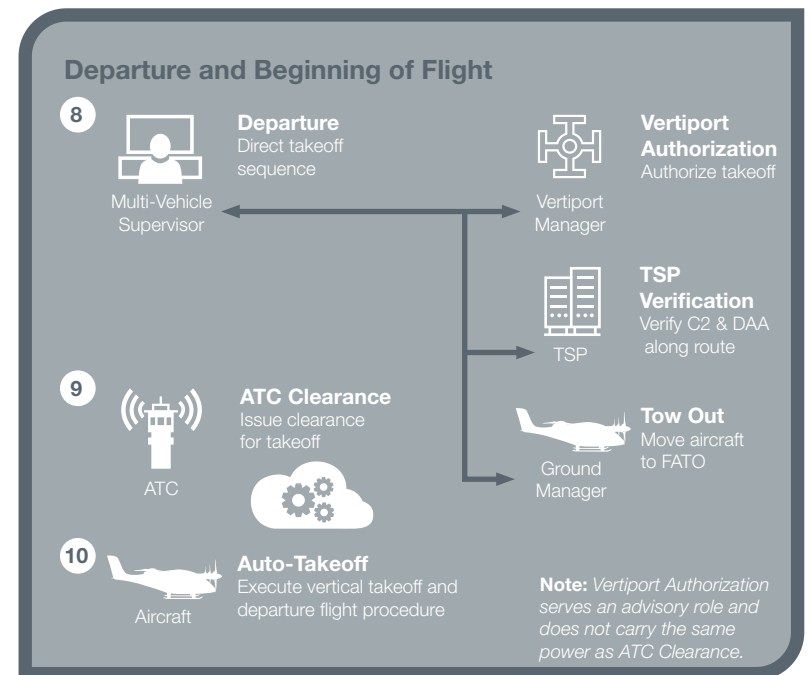 Departure and Beginning of Flight
8
Departure
Direct takeoff
sequence
Multi-Vehicle
Supervisor
Vertiport
Authorization
Authorize takeoff
Vertiport
Manager
TSP
Verification
Verify C2 & DAA
along route
TSP
9
ATC Clearance
Issue clearance
for takeoff
ATC
Tow Out
Move aircraft
to FATO
Ground
Manager
10
Auto-Takeoff
Execute vertical takeoff and
departure flight procedure
Aircraft
Note: Vertiport Authorization
serves an advisory role and
does not carry the same
power as ATC Clearance.